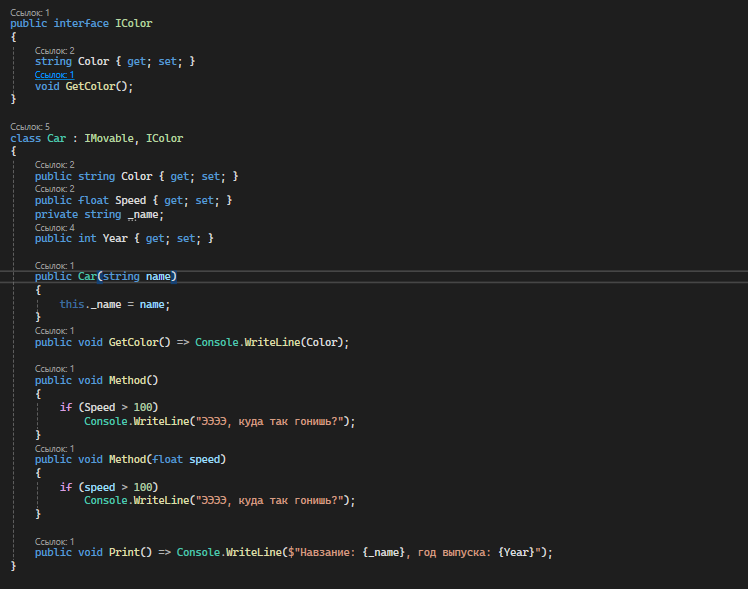 Ссылок: 1
public interface IColor
{
Ссылок: 2
string Color { get; set; }
Ссылок: 1
void GetColor();
}
Ссылок: 5
class Car : IMovable, IColor
{
Ссылок: 2
public string Color { get; set; }
Ссылок: 2
public float Speed { get; set; }
private string _name;
Ссылок: 4
public int Year { get; set; }
Ссылок: 1
public Car(string name)
{
this._name = name;
}
Ссылок: 1
public void GetColor() => Console.WriteLine(Color);
Ссылок: 1
public void Method()
{
if (Speed > 100)
Console.WriteLine("ЭЭЭЭ, куда так гонишь?");
}
Ссылок: 1
public void Method(float speed)
{
if (speed > 100)
Console.WriteLine("ЭЭЭЭ, куда так гонишь?");
}
Ссылок: 1
public void Print() => Console.WriteLine($"Навзание: {_name}, год выпуска: {Year}");
}